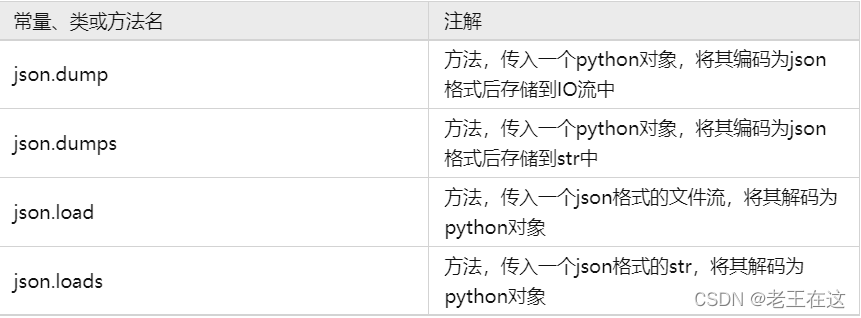 常量、类或方法名
注解
json.dump
方法，传入一个python对象，将其编码为json
格式后存储到IO流中
json.dumps
方法，传入一个python对象，将其编码为json
格式后存储到str中
json.load
方法，传入一个json格式的文件流，将其解码为
python对象
json.loads
方法，传入一个json格式的str，将其解码为
python对象
CSDN @老王在这